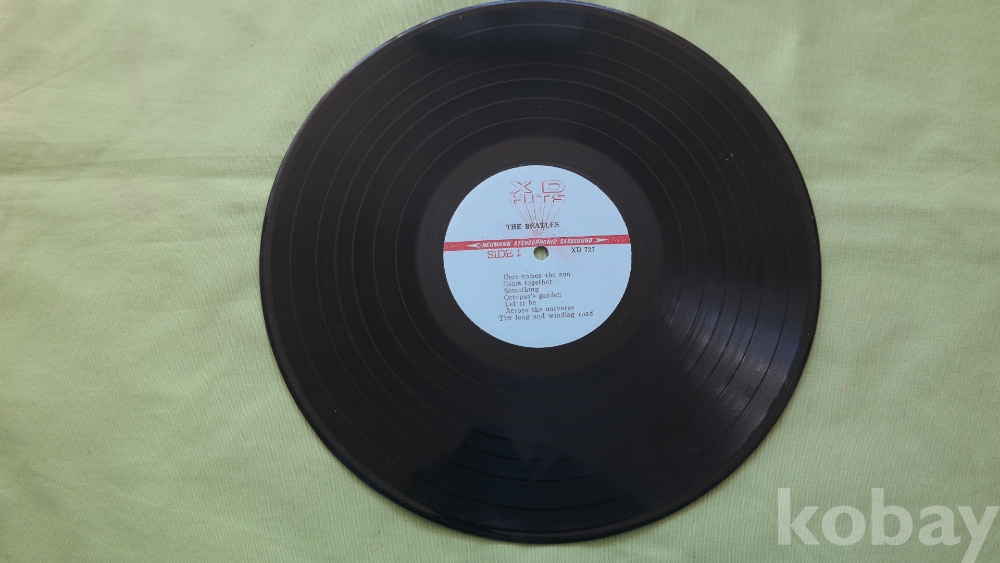 XD
HITS
THE BEATLES
NEUMANN STEREOPHONIC SX68SOUND
SIDE 1 XD 727
Here comes the sun
Come together
Something
Octopus's garden
Let it be
Across the universe
The long and winding road
kobay